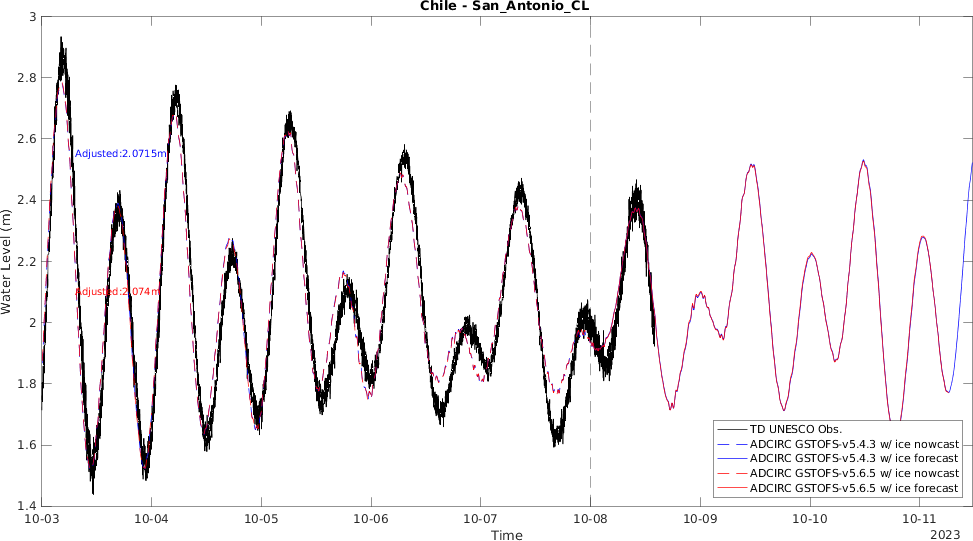 Chile - San_Antonio_CL
3
2.8
2.6
2.4
2.2
2
1.8
1.6
1.4
Water Level (m)
Adjusted:2.0715m
Adjusted:2.074m
TD UNESCO Obs.
ADCIRC GSTOFS-v5.4.3 w/ ice nowcast
ADCIRC GSTOFS-v5.4.3 w/ ice forecast
ADCIRC GSTOFS-v5.6.5 w/ ice nowcast
ADCIRC GSTOFS-v5.6.5 w/ ice forecast
10-03 10-04 10-05 10-06 10-07 10-08 10-09 10-10 10-11
Time
2023